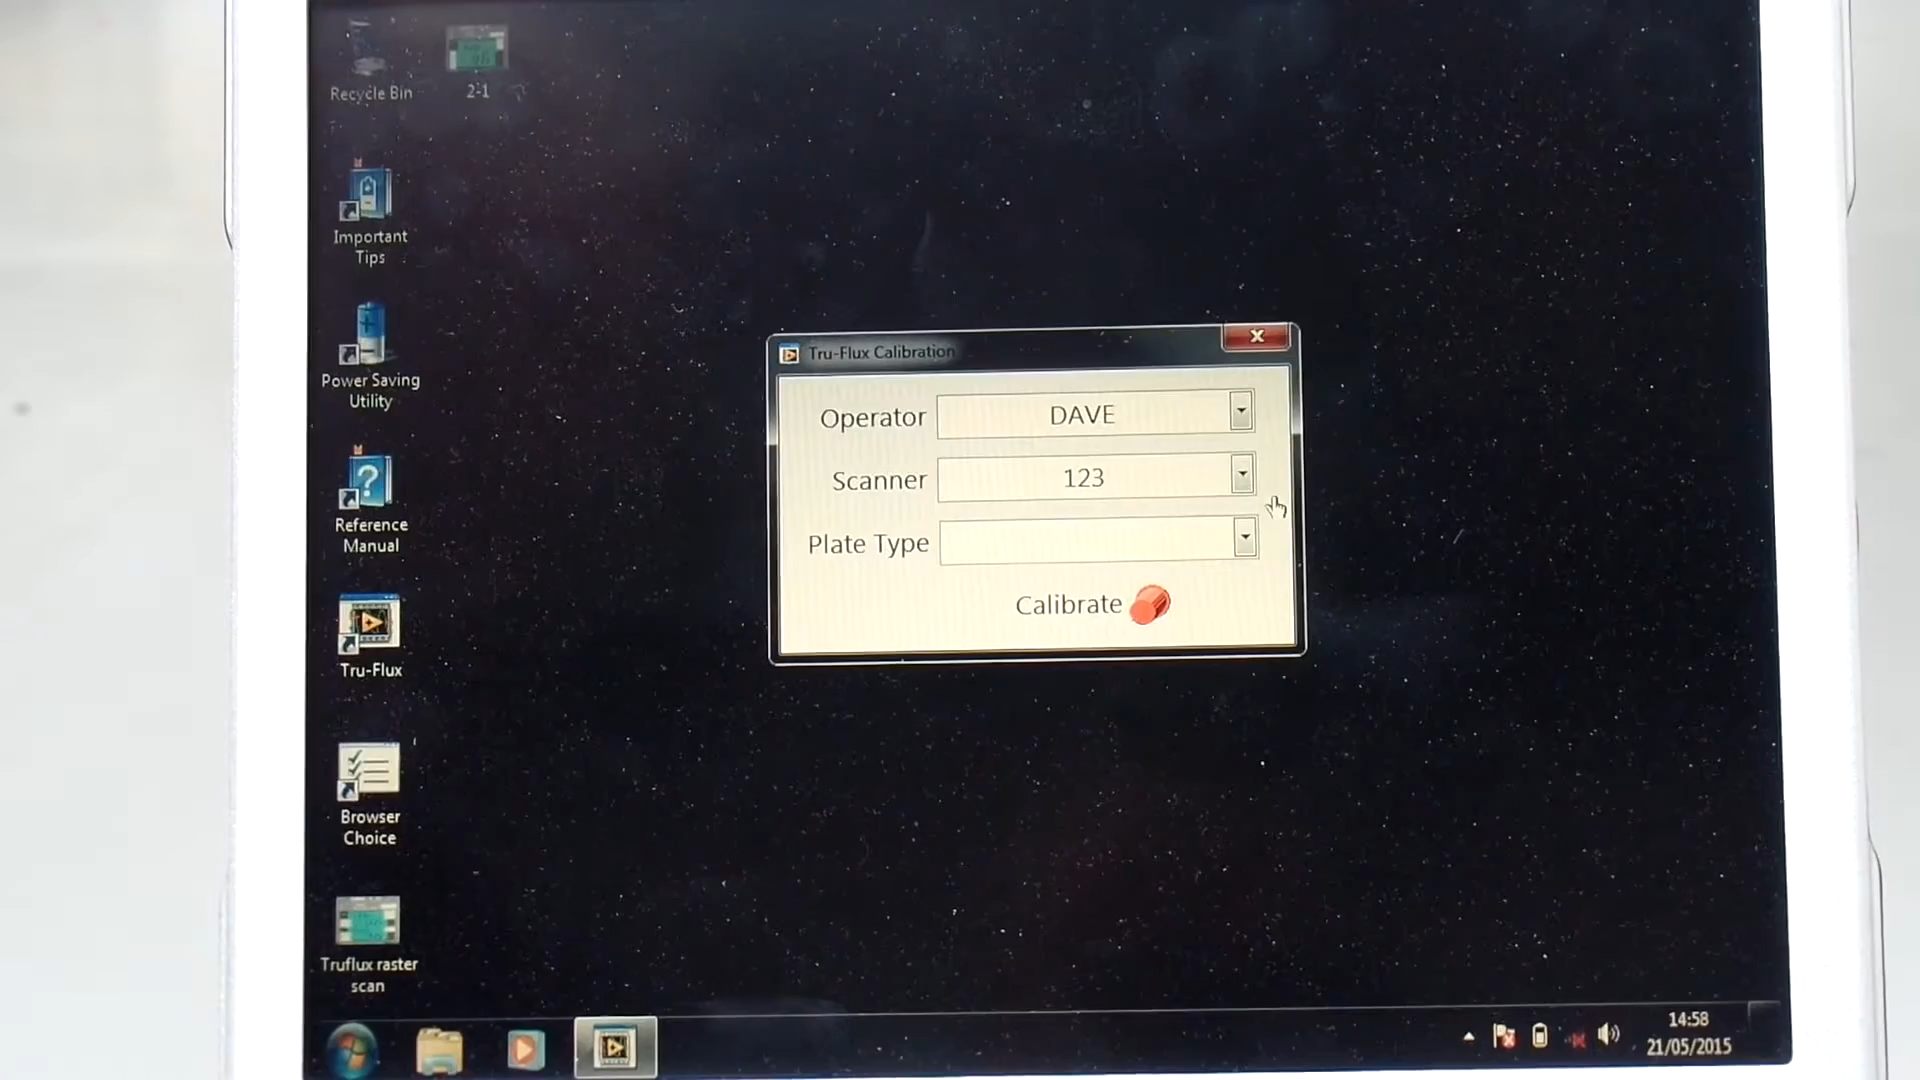 Recycle Bin
2-1
Important
Tips
Power Saving
Utility
Reference
Manual
Tru-Flux
Browser
Choice
Truflux raster
scan
Tru-Flux Calibration
Operator
DAVE
Scanner
123
Plate Type
Calibrate
14:58
21/05/2015